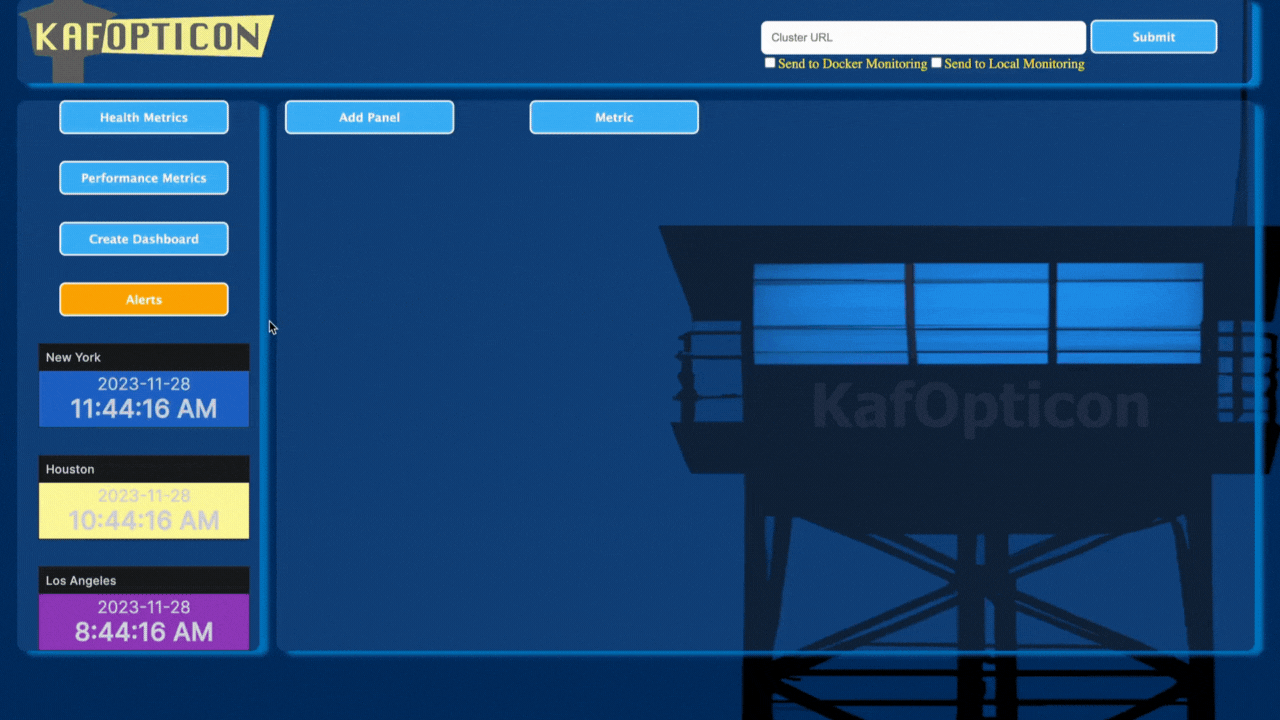 KAFOPTICON
Cluster URL
Submit
Send to Docker Monitoring Send to Local Monitoring
Health Metrics
Performance Metrics
Create Dashboard
Alerts
New York
2023-11-28
11:44:16 AM
Houston
2023-11-28
10:44:16 AM
Los Angeles
2023-11-28
8:44:16 AM
Add Panel
Metric
KafOpticon